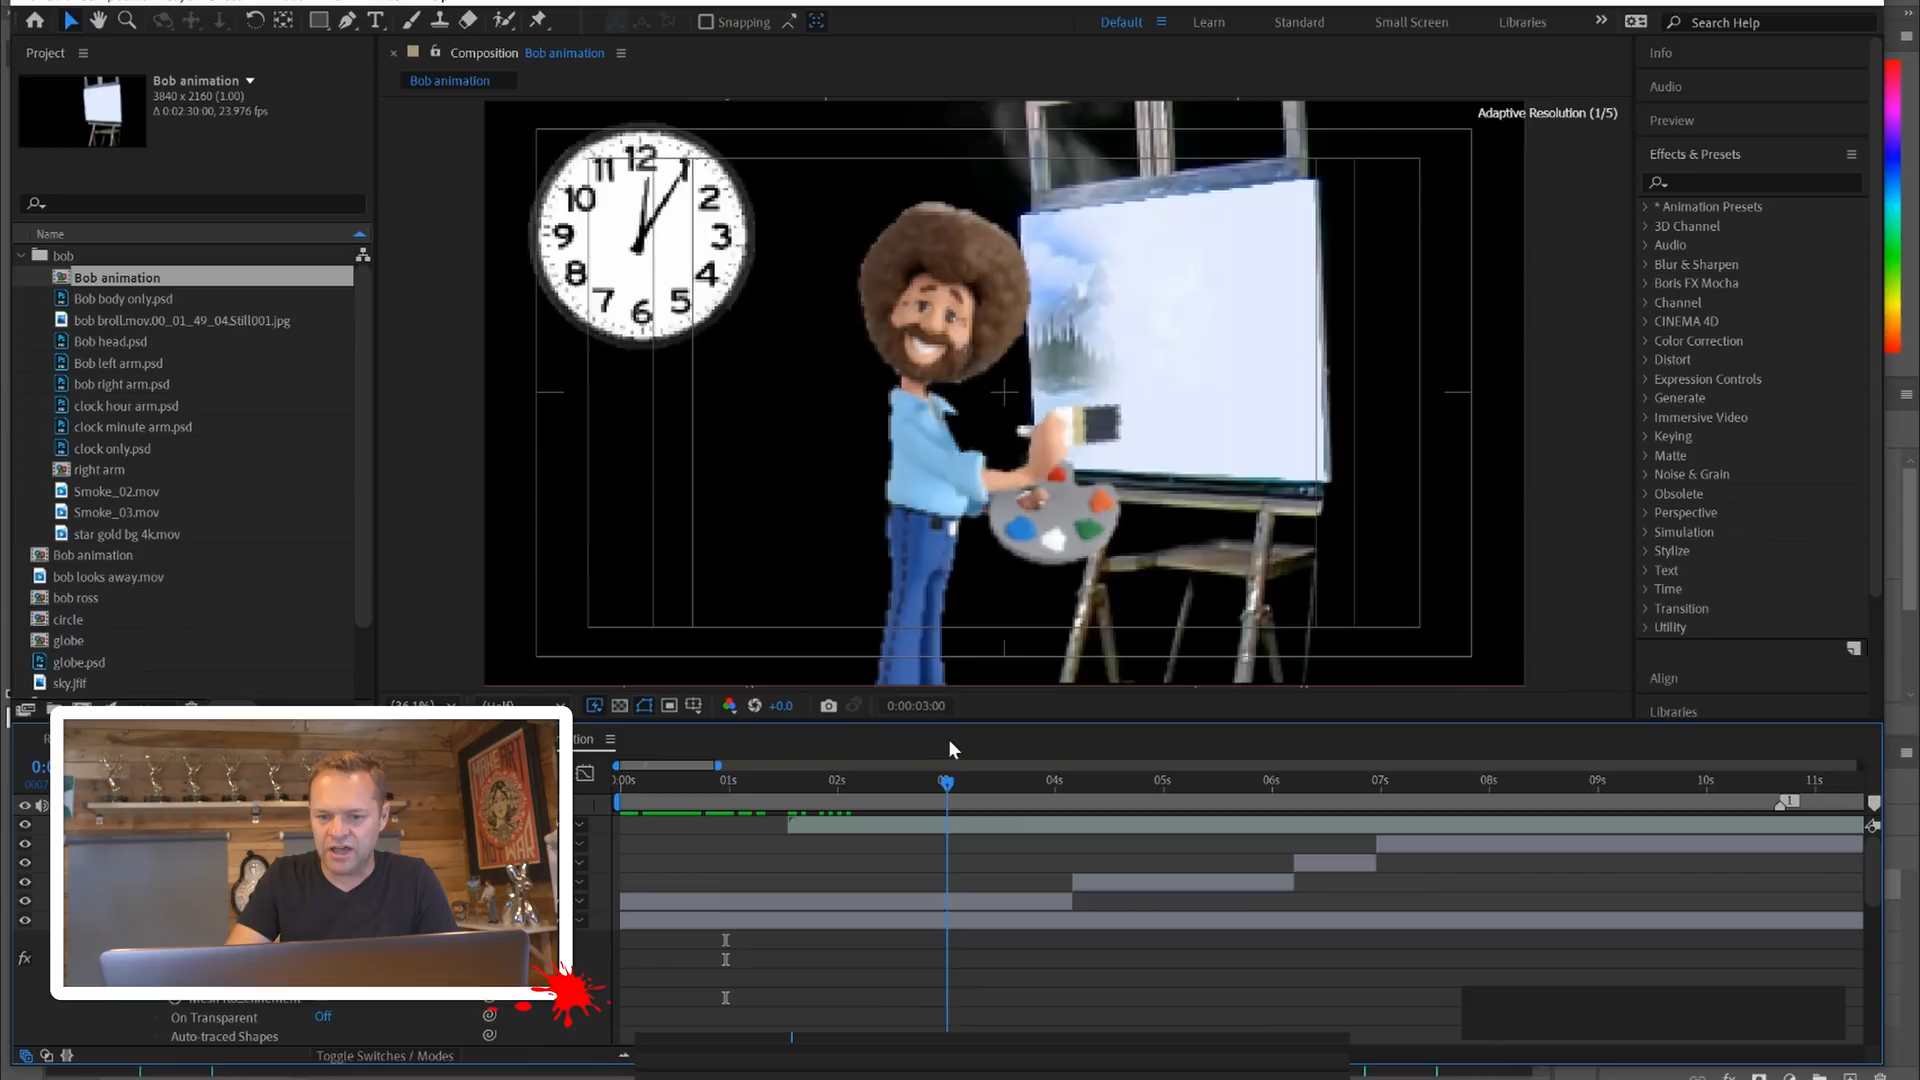 Snapping
Default
Learn
Standard
Small Screen
Libraries
Search Help
Project
Composition Bob animation
Info
Bob animation
3840 x 2160 (1.00)
Δ 0:02:30:00, 23.976 fps
Bob animation
Audio
Adaptive Resolution (1/5)
Preview
Effects & Presets
12
11
1
10
2
9
3
8
4
7
5
6
* Animation Presets
3D Channel
Audio
Blur & Sharpen
Boris FX Mocha
Channel
CINEMA 4D
Color Correction
Distort
Expression Controls
Generate
Immersive Video
Keying
Matte
Noise & Grain
Obsolete
Perspective
Simulation
Stylize
Text
Time
Transition
Utility
Align
Libraries
Name
bob
Bob animation
Bob body only.psd
bob broll.mov.00_01_49_04.Still001.jpg
Bob head.psd
Bob left arm.psd
bob right arm.psd
clock hour arm.psd
clock minute arm.psd
clock only.psd
right arm
Smoke_02.mov
Smoke_03.mov
star gold bg 4k.mov
Bob animation
bob looks away.mov
bob ross
circle
globe
globe.psd
sky.jfif
+0.0
0:00:03:00
tion
0:00s
01s
02s
04s
05s
06s
07s
08s
09s
10s
11s
1
MAKE ART
NOT WAR
fx
On Transparent
Off
Auto-traced Shapes
Toggle Switches / Modes